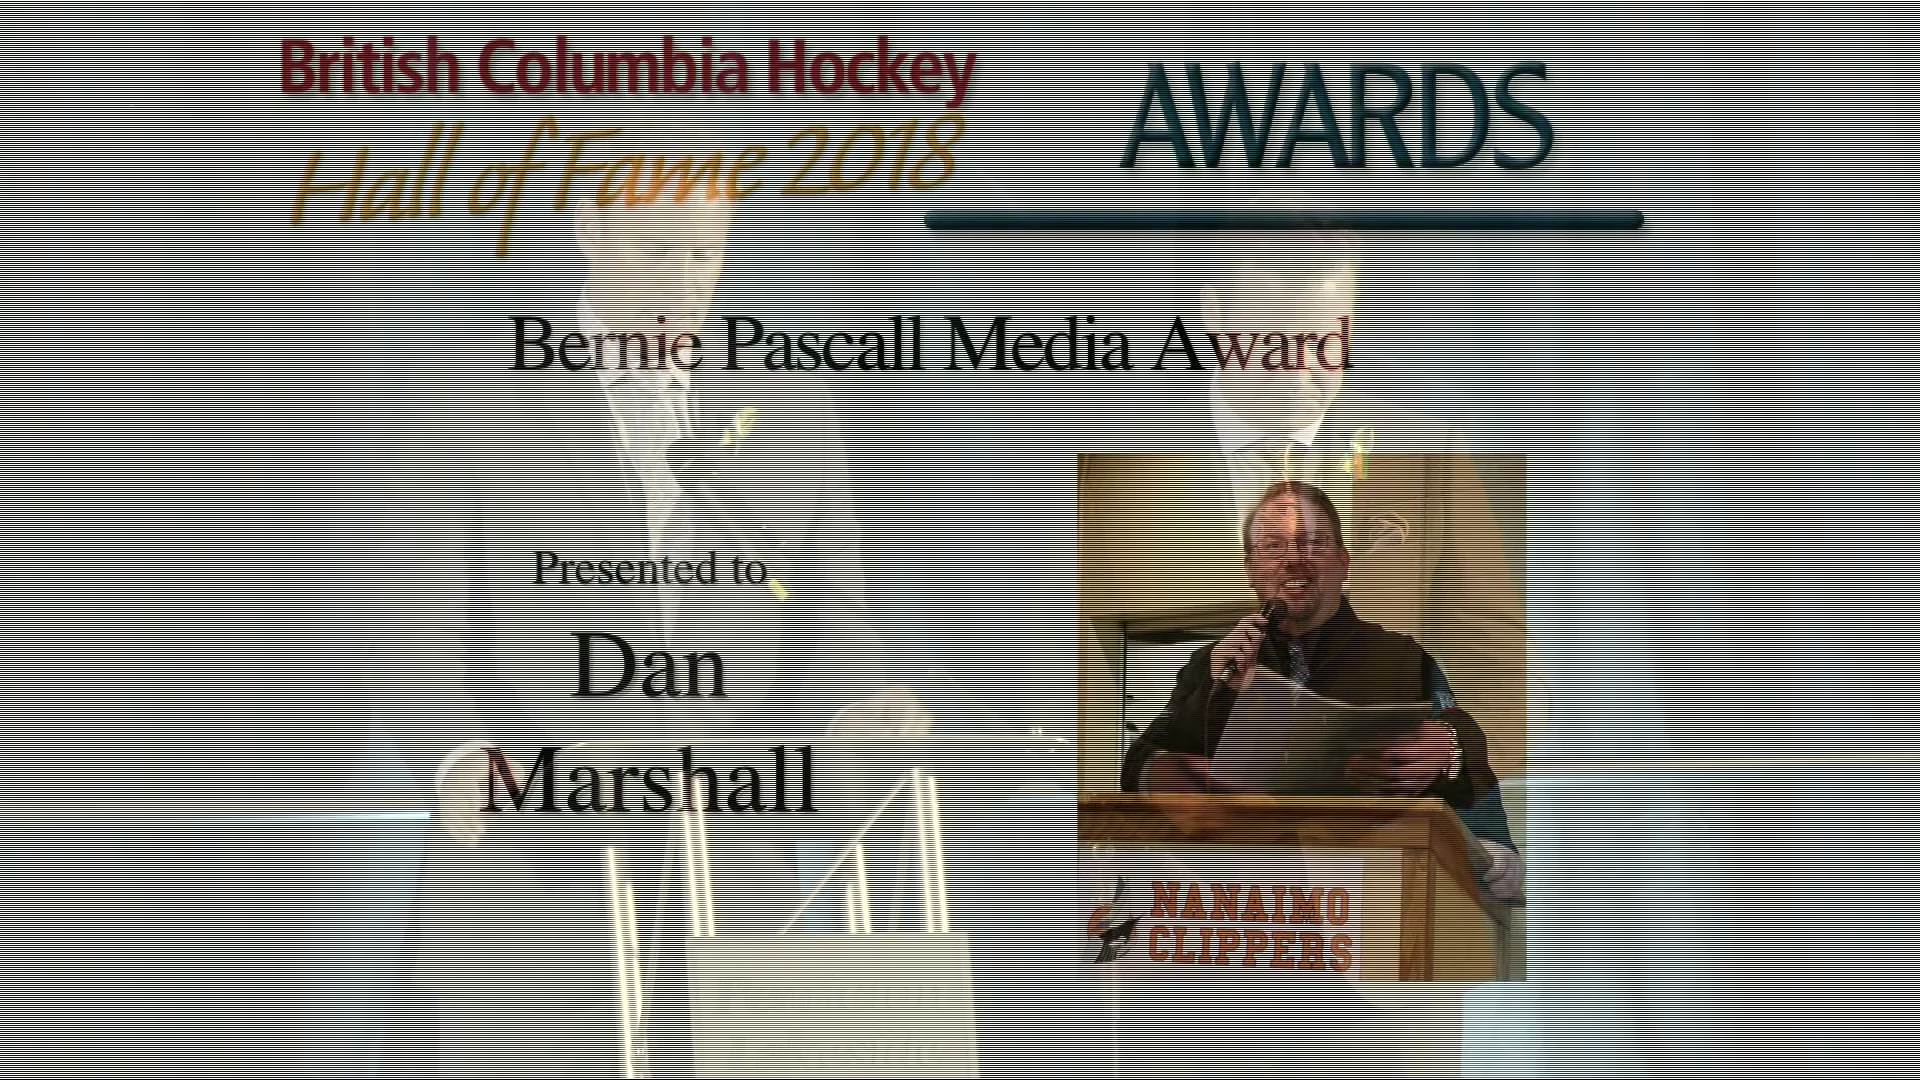 British Columbia Hockey
Hall of Fame 2018
AWARDS
Bernie Pascall Media Award
Presented to
Dan
Marshall
NANAIMO
CLIPPERS